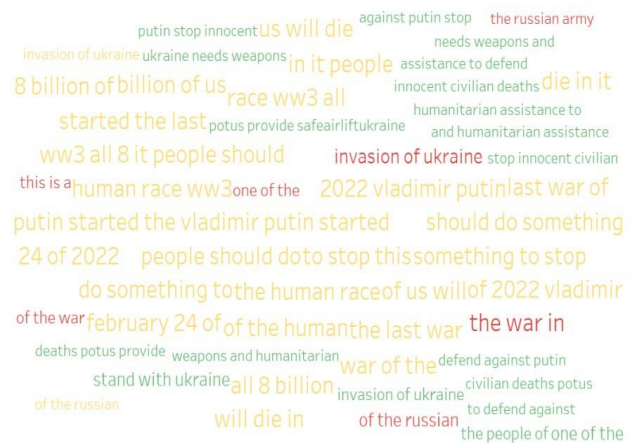 putin stop innocent us will die against putin stop the russian army
needs weapons and
invasion of ukraine ukraine needs weapons in it people assistance to defend
8 billion of billion of us innocent civilian deaths die in it
race ww3 all
humanitarian assistance to
started the last potus provide safeairliftukraine and humanitarian assistance
ww3 all 8 it people should invasion of ukraine stop innocent civilian
this is a human race ww3 one of the 2022 vladimir putin last war of
putin started the vladimir putin started should do something
24 of 2022 people should do to stop this something to stop
do something to the human race of us will of 2022 vladimir
of the war february 24 of of the human the last war the war in
deaths potus provide weapons and humanitarian war of the defend against putin
stand with ukraine all 8 billion invasion of ukraine civilian deaths potus
of the russian to defend against
will die in of the russian the people of one of the